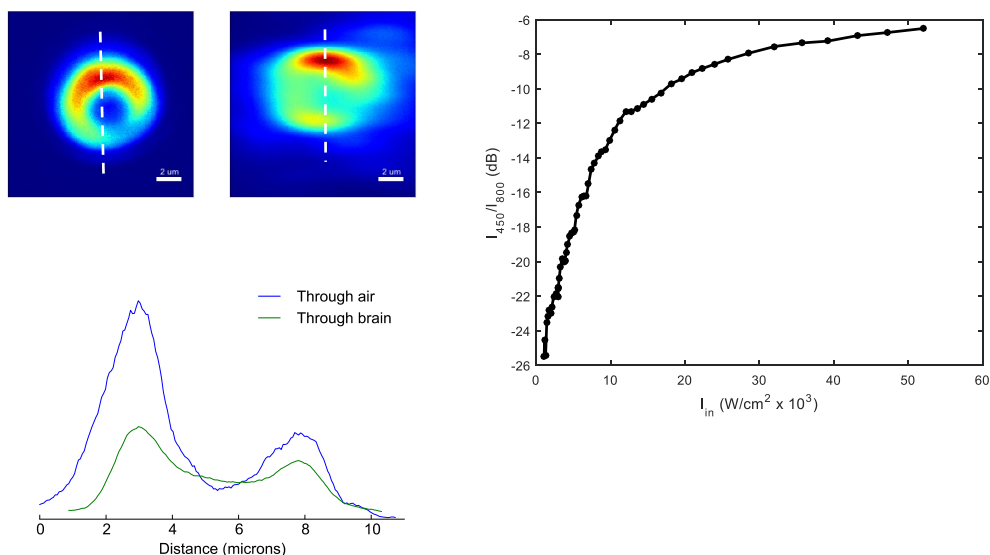 2 um
2 um
Through air
Through brain
0 2 4 6 8 10
Distance (microns)
-6
-8
-10
-12
-14
-16
-18
-20
-22
-24
-26
I450/I800 (dB)
0 10 20 30 40 50 60
Iin (W/cm² x 10³)